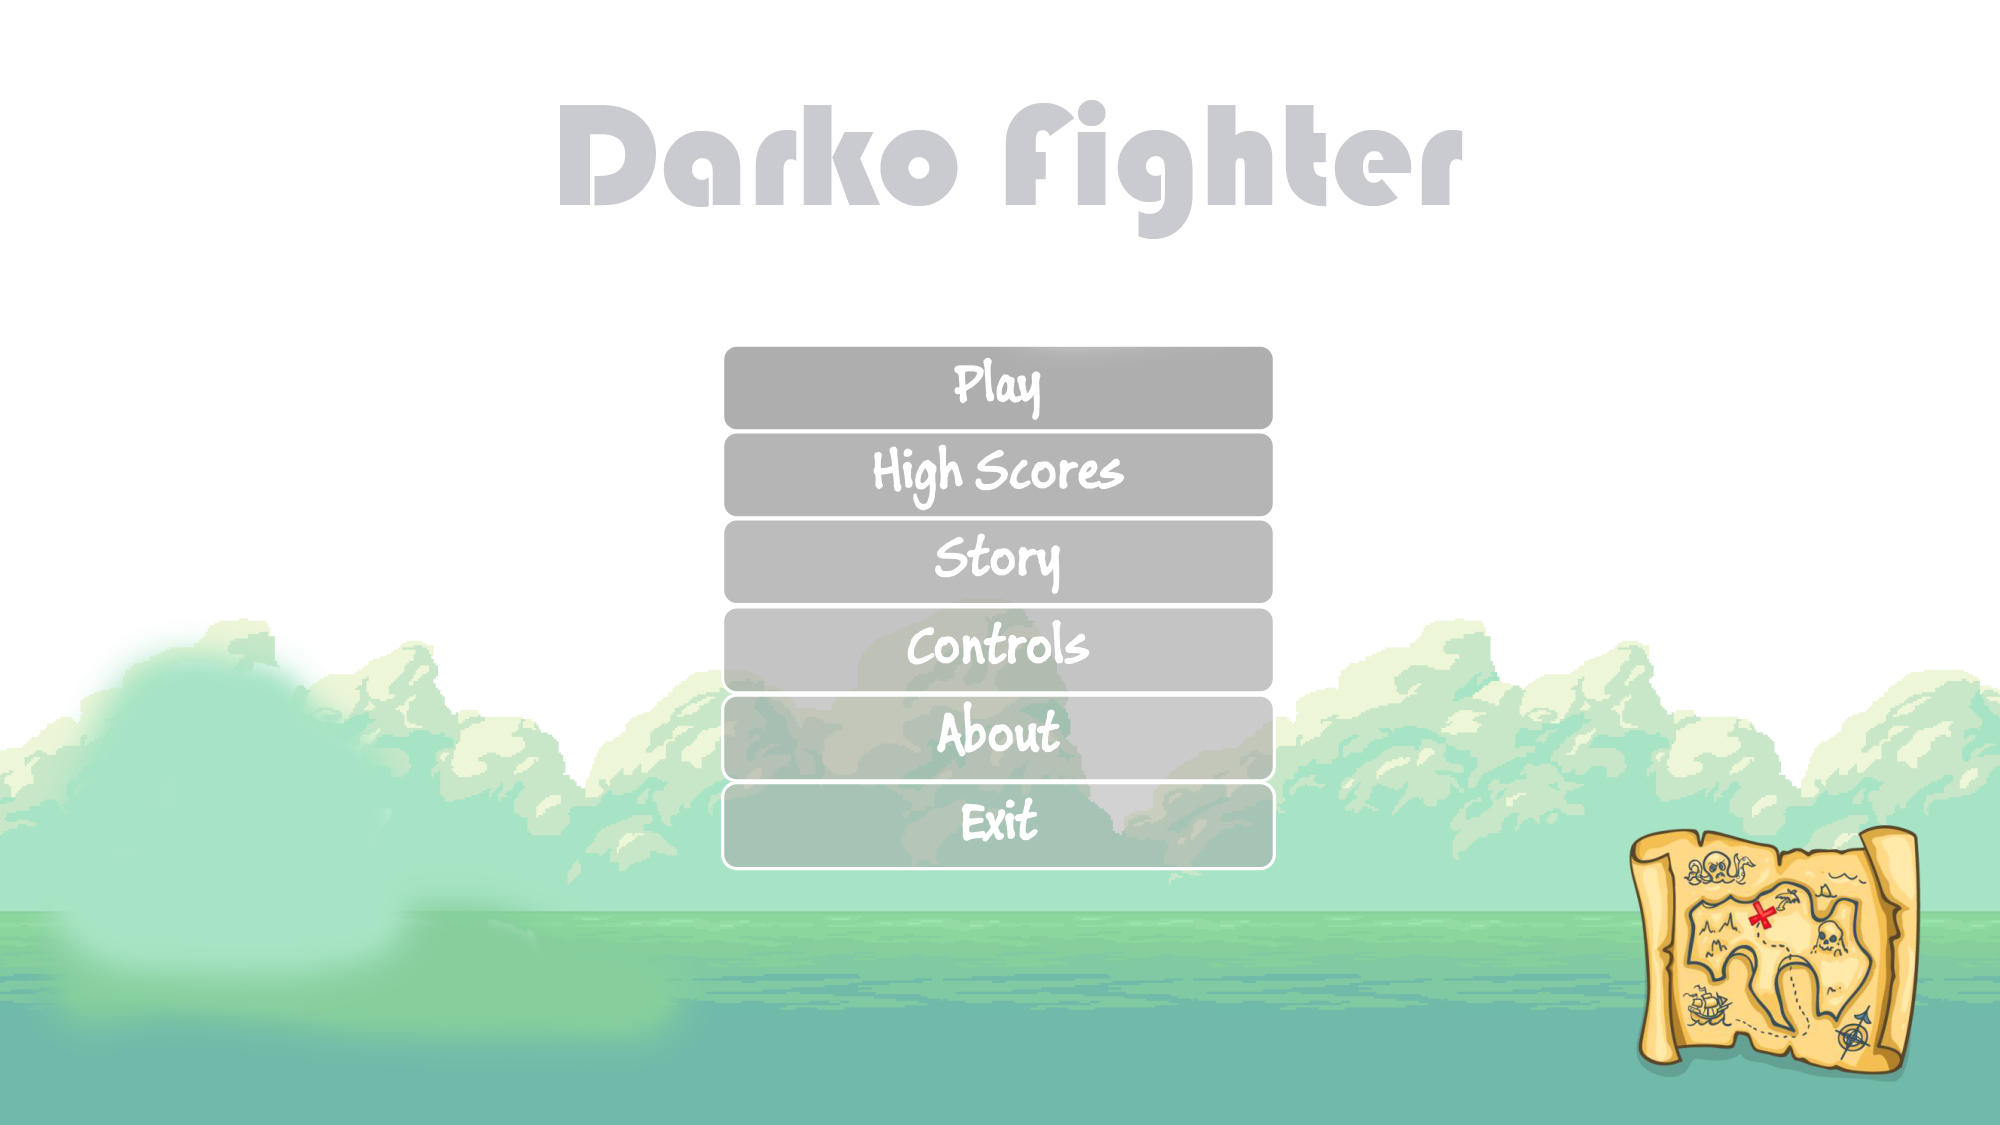 Darko Fighter
Play
High Scores
Story
Controls
About
Exit